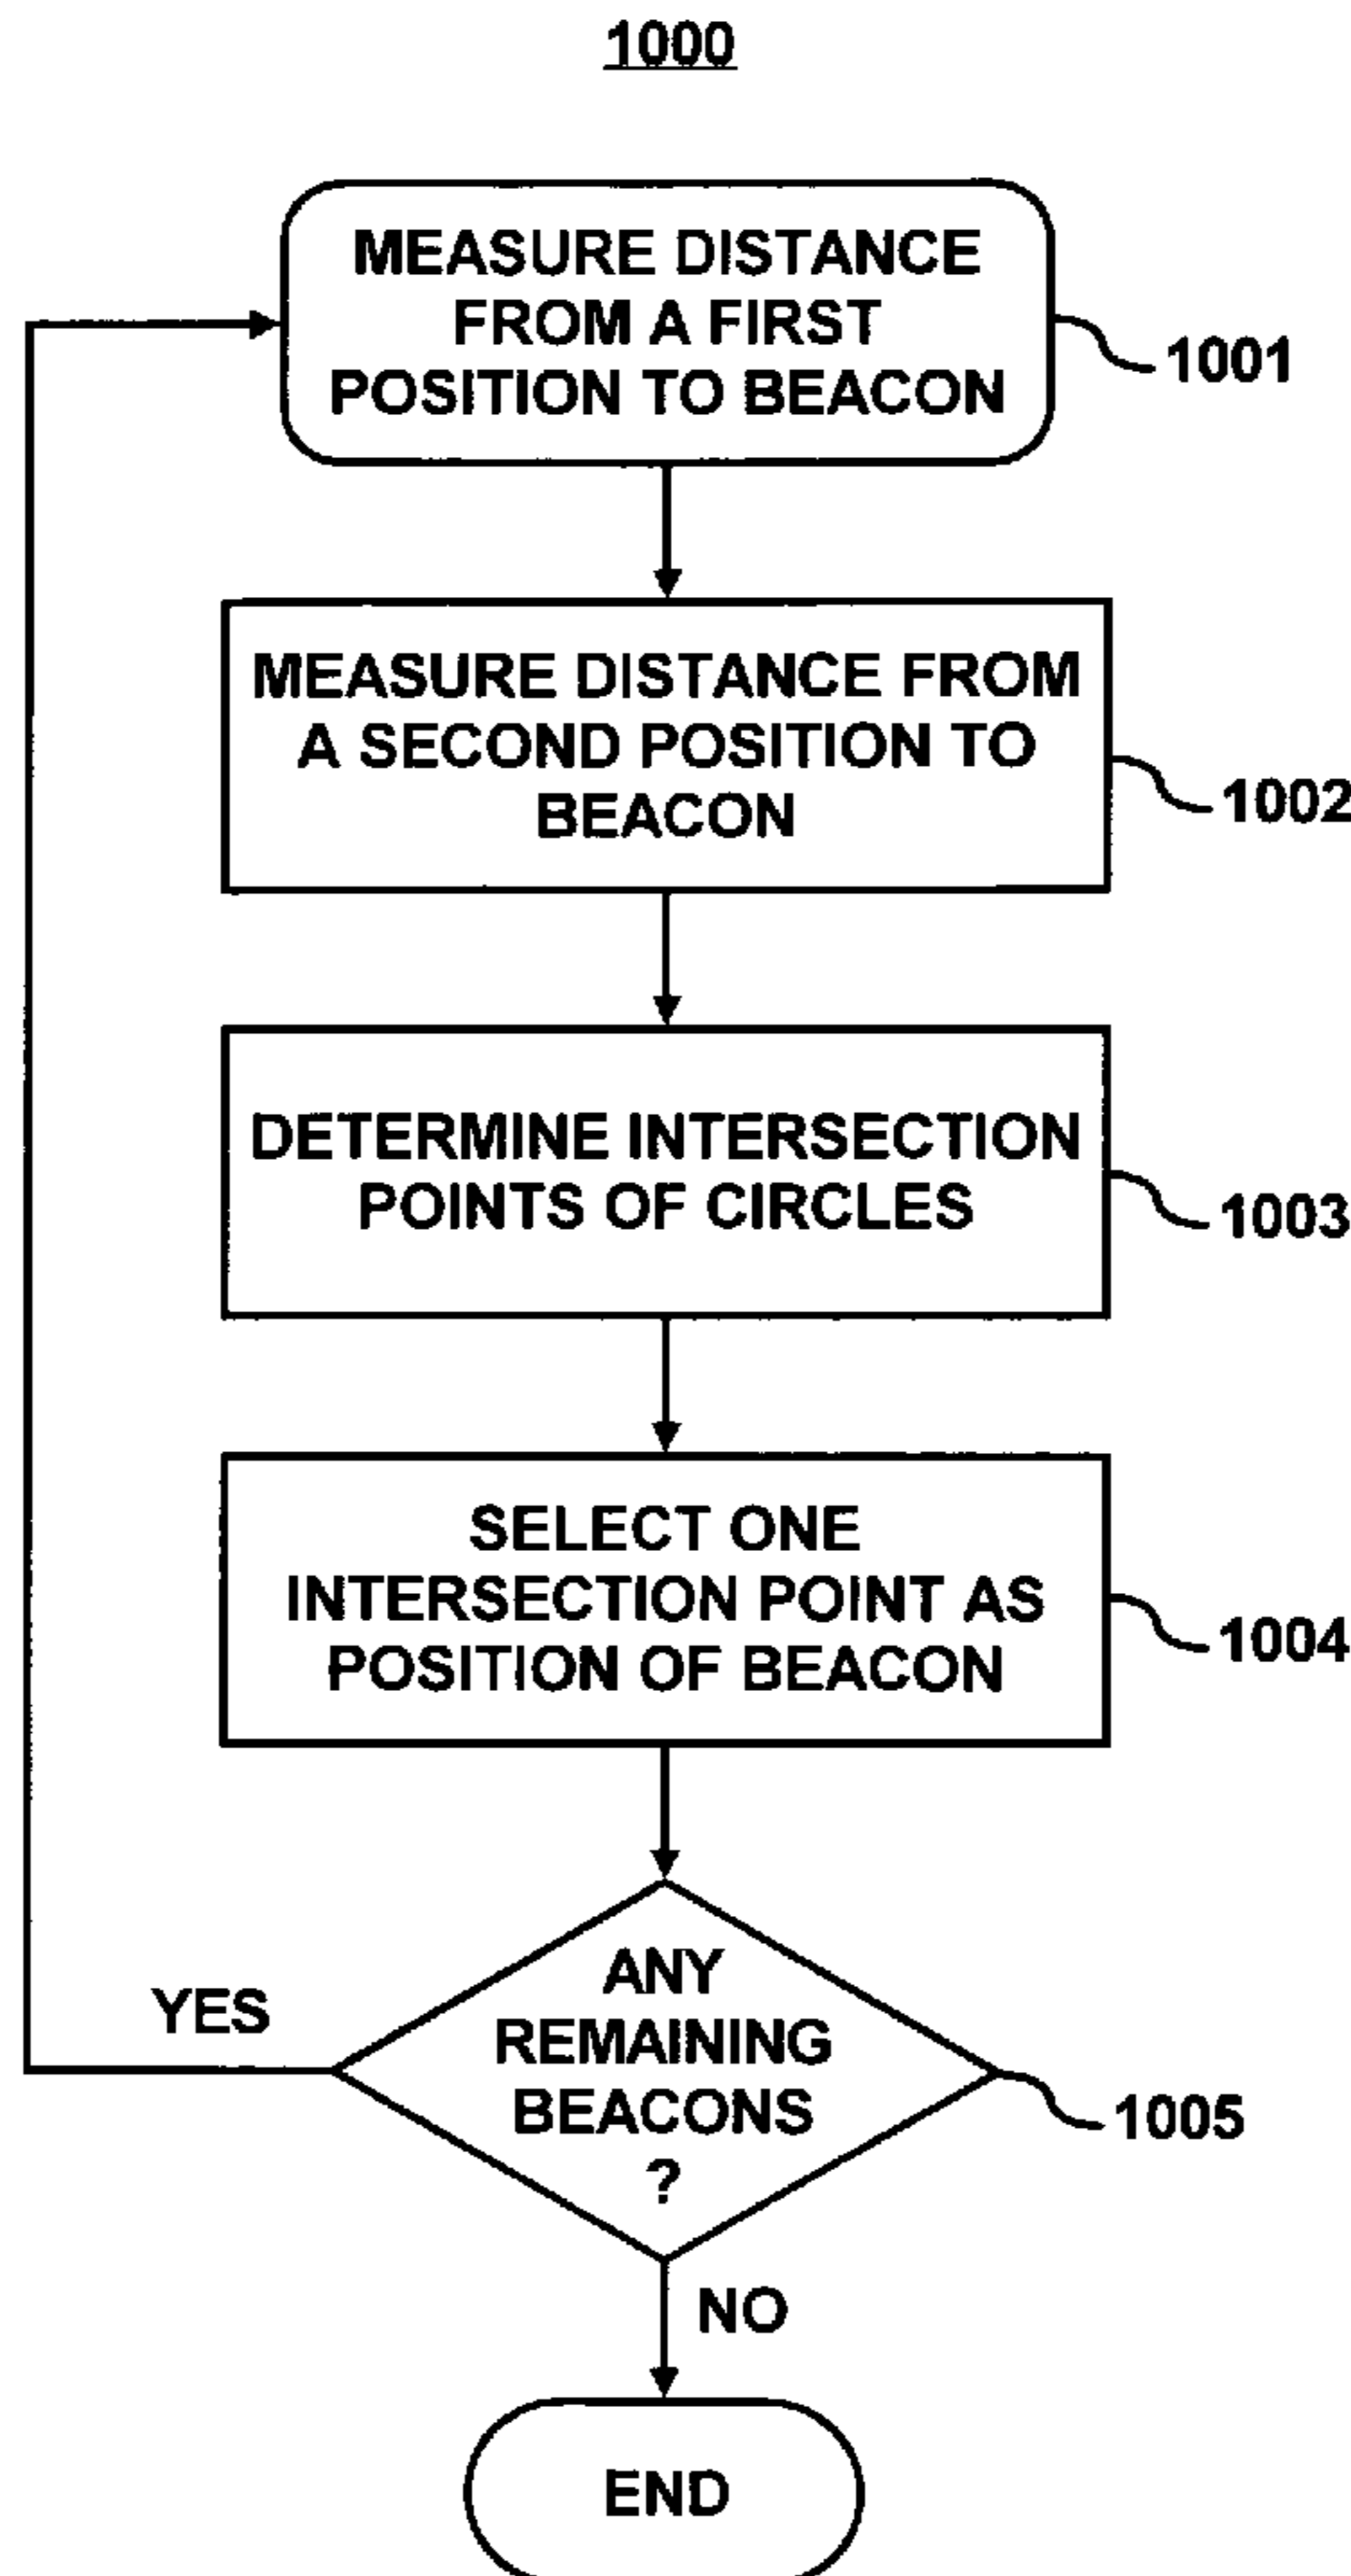 1000
MEASURE DISTANCE
FROM A FIRST
POSITION TO BEACON
1001
MEASURE DISTANCE FROM
A SECOND POSITION TO
BEACON
1002
DETERMINE INTERSECTION
POINTS OF CIRCLES
1003
SELECT ONE
INTERSECTION POINT AS
POSITION OF BEACON
1004
ANY
REMAINING
BEACONS
?
YES
1005
NO
END